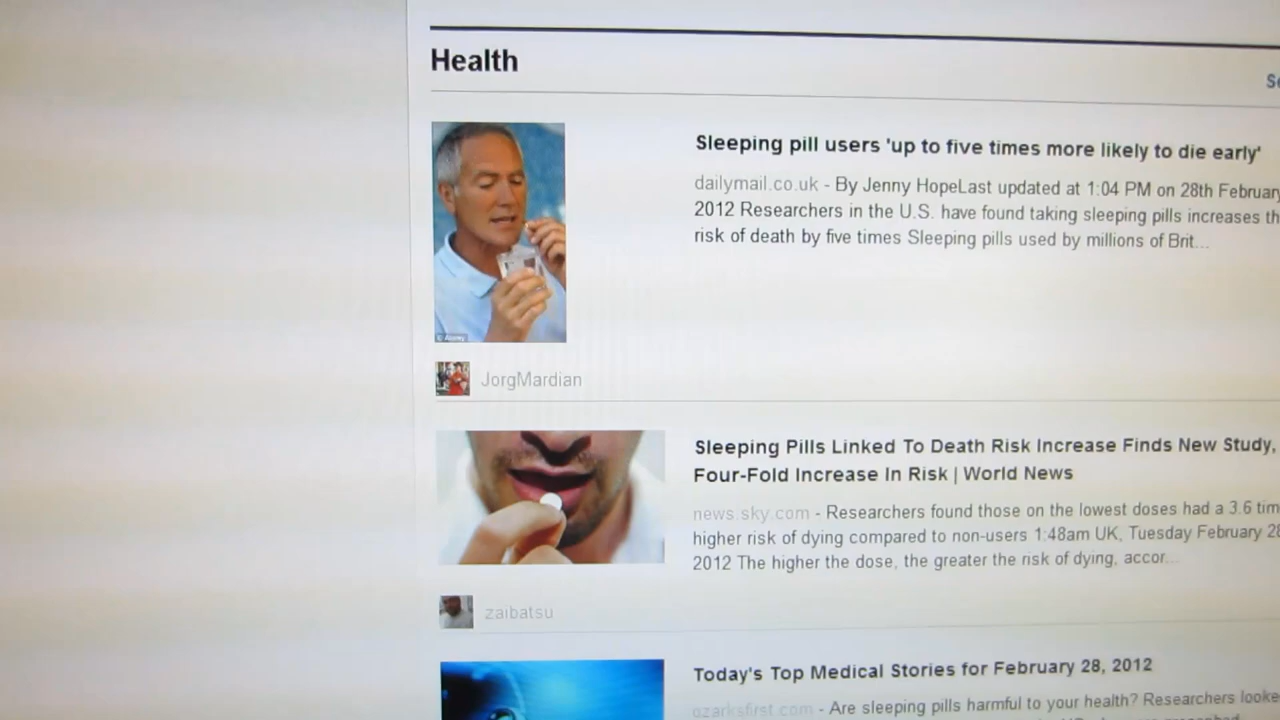 Health
Sleeping pill users 'up to five times more likely to die early'
dailymail.co.uk - By Jenny HopeLast updated at 1:04 PM on 28th February
2012 Researchers in the U.S. have found taking sleeping pills increases th
risk of death by five times Sleeping pills used by millions of Brit...
© Alamy
JorgMardian
Sleeping Pills Linked To Death Risk Increase Finds New Study,
Four-Fold Increase In Risk | World News
news.sky.com - Researchers found those on the lowest doses had a 3.6 tim
higher risk of dying compared to non-users 1:48am UK, Tuesday February 2
2012 The higher the dose, the greater the risk of dying, accor...
zaibatsu
Today's Top Medical Stories for February 28, 2012
ozarksfirst.com - Are sleeping pills harmful to your health? Researchers looke